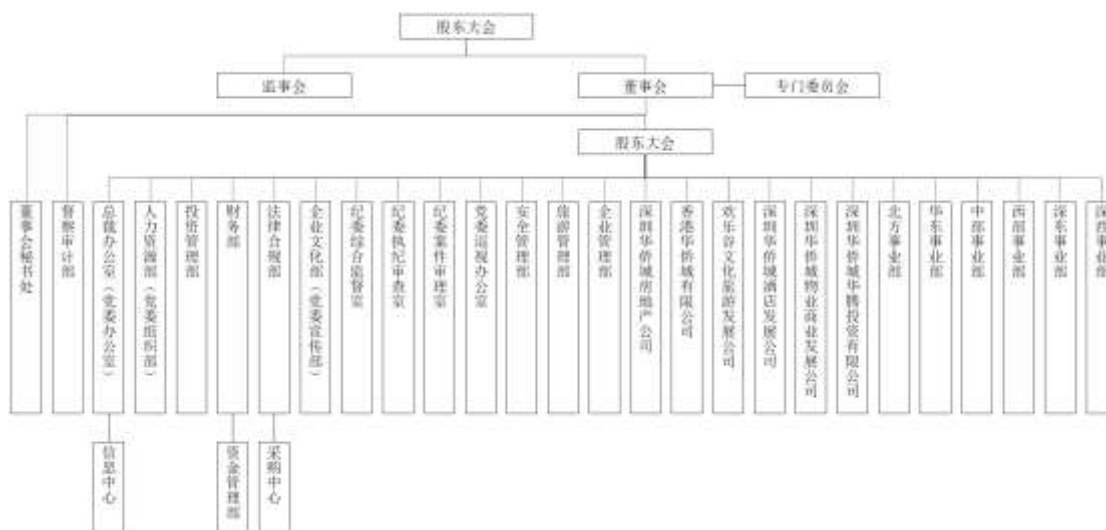 股东大会
监事会
董事会
专门委员会
股东大会
董事会秘书处
督察审计部
总裁办公室（党委办公室）
人力资源部（党委组织部）
投资管理部
财务部
法律合规部
企业文化部（党委宣传部）
纪委综合监督室
纪委执纪审查室
纪委案件审理室
党委巡视办公室
安全管理部
旅游管理部
企业管理部
深圳华侨城房地产公司
香港华侨城有限公司
欢乐谷文化旅游发展公司
深圳华侨城酒店发展公司
深圳华侨城物业商业发展公司
深圳华侨城华腾投资有限公司
北方事业部
华东事业部
中部事业部
西部事业部
深东事业部
深西事业部
信息中心
资金管理部
采购中心